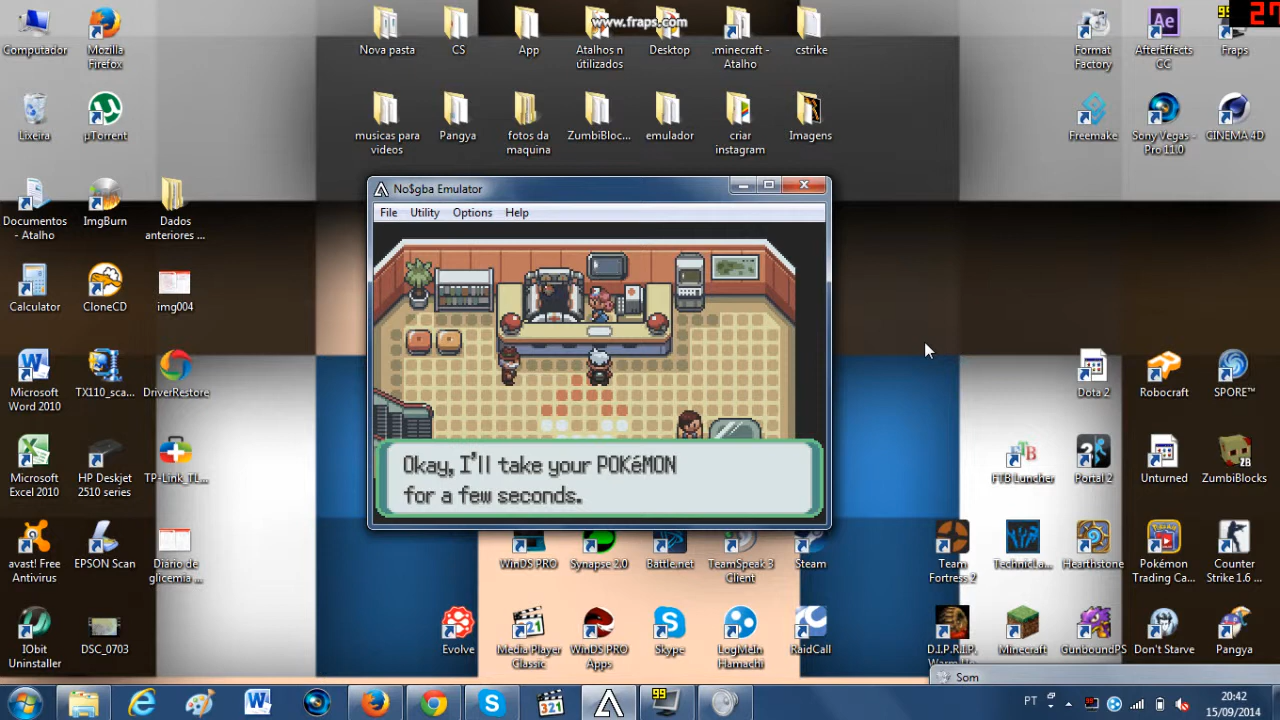 www.fraps.com
99
27
Computador
Mozilla
Firefox
Nova pasta
CS
App
Atalhos n
útilizados
Desktop
.minecraft -
Atalho
cstrike
Format
Factory
AfterEffects
CC
Fraps
Lixeira
µTorrent
musicas para
videos
Pangya
fotos da
maquina
ZumbiBloc...
emulador
criar
instagram
Imagens
Freemake
Sony Vegas
Pro 11.0
CINEMA 4D
No$gba Emulator
File
Utility
Options
Help
Documentos
- Atalho
ImgBurn
Dados
anteriores ...
Calculator
CloneCD
img004
Microsoft
Word 2010
TX110_sca...
DriverRestore
Dota 2
Robocraft
SPORE™
Okay, I'll take your POKéMON
for a few seconds.
Microsoft
Excel 2010
HP Deskjet
2510 series
TP-Link_TL...
FTB Luncher
Portal 2
Unturned
ZumbiBlocks
avast! Free
Antivirus
EPSON Scan
Diario de
glicemia ...
WinDS PRO
Synapse 2.0
Battle.net
TeamSpeak 3
Client
Steam
Team
Fortress 2
TechnicLa...
Hearthstone
Pokémon
Trading Ca...
Counter
Strike 1.6 ...
IObit
Uninstaller
DSC_0703
Evolve
Media Player
Classic
WinDS PRO
Apps
Skype
LogMeIn
Hamachi
RaidCall
D.I.P.R.I.P.
Minecraft
GunboundPS
Don't Starve
Pangya
Som
PT
20:42
15/09/2014